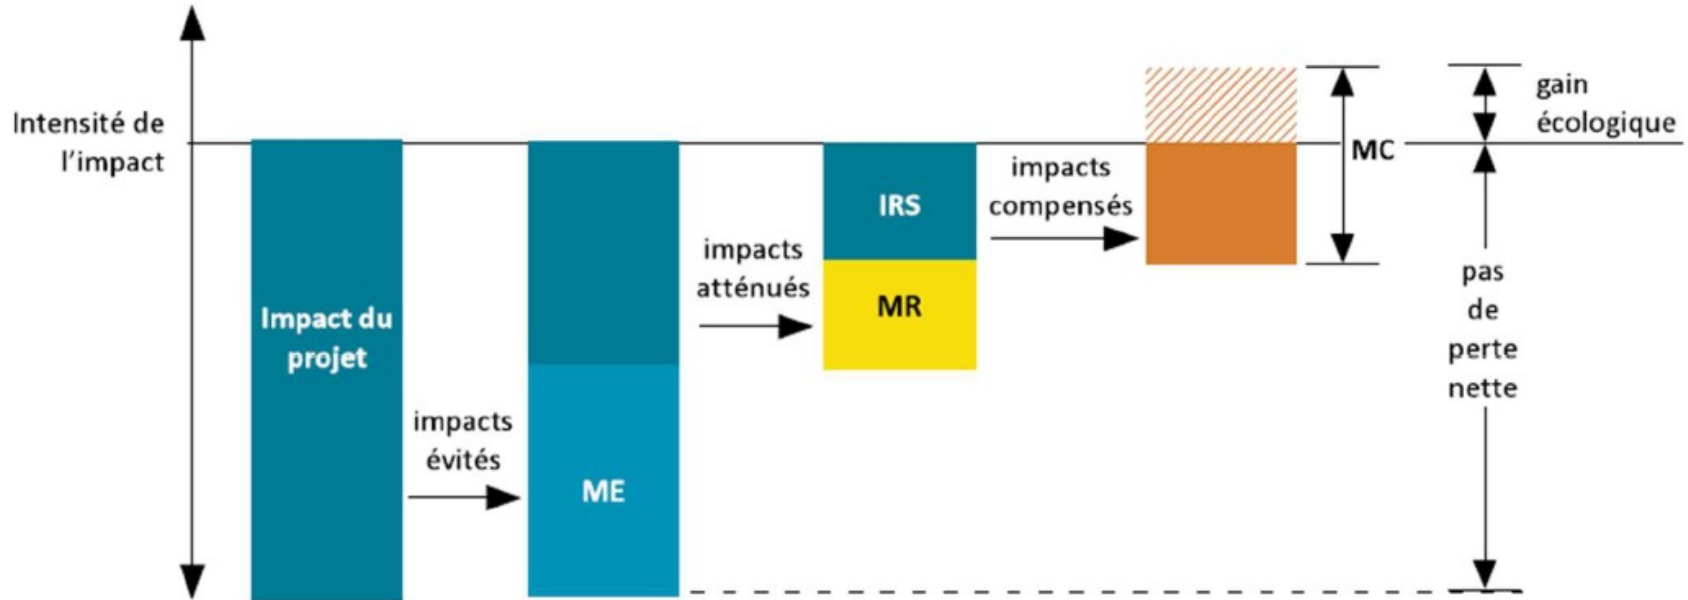 Intensité de
l'impact
Impact du
projet
impacts
évités
ME
impacts
atténués
IRS
MR
impacts
compensés
MC
gain
écologique
pas
de
perte
nette